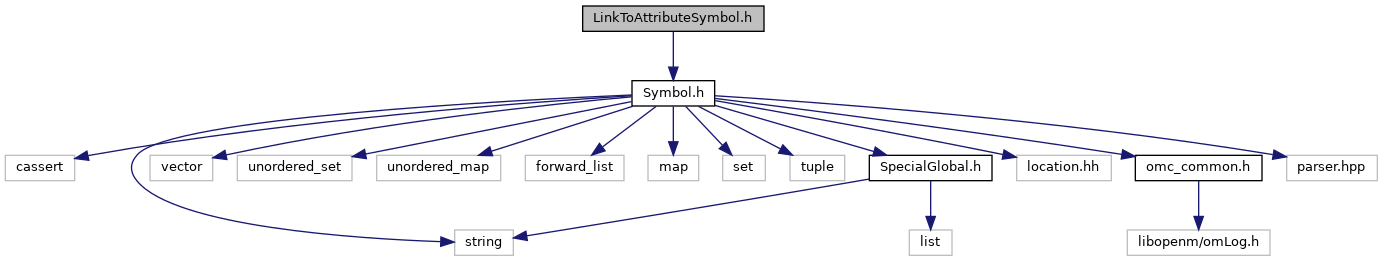 LinkToAttributeSymbol.h
Symbol.h
cassert
vector
unordered_set
unordered_map
forward_list
map
set
tuple
SpecialGlobal.h
location.hh
omc_common.h
parser.hpp
string
list
libopenm/omLog.h